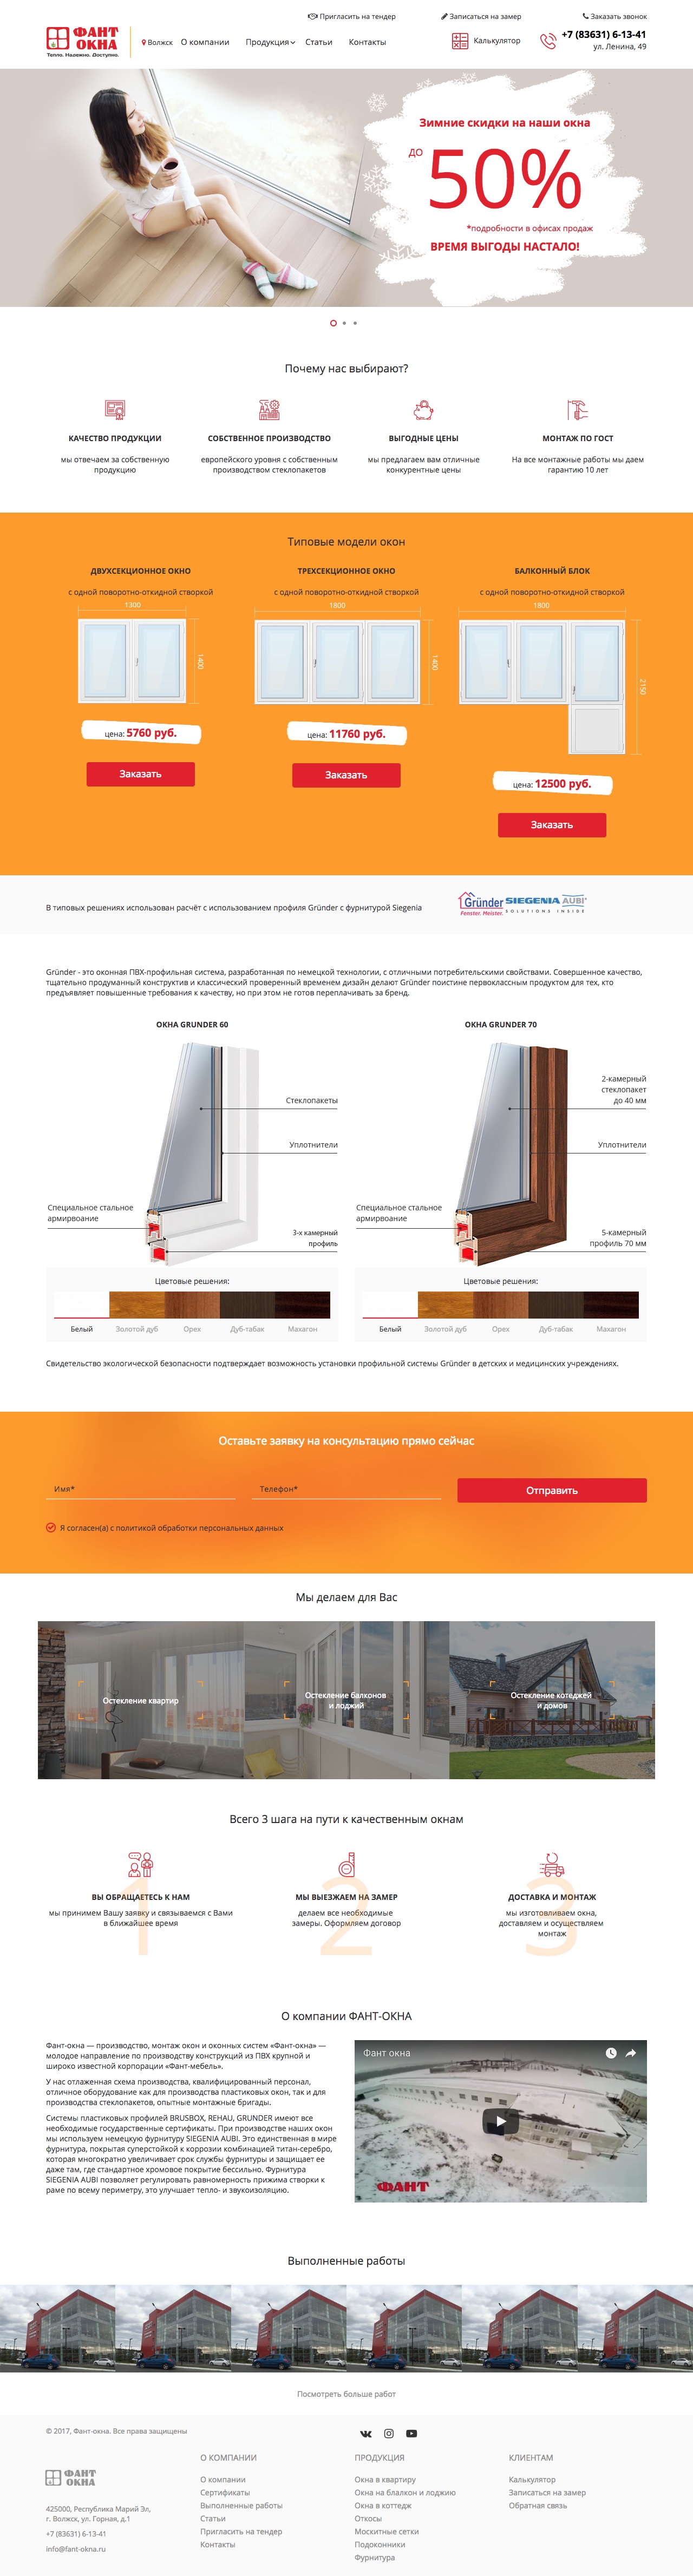 Пригласить на тендер
Записаться на замер
Заказать звонок
ФАНТ
ОКНА
Тепло. Надежно. Доступно.
Волжск
О компании
Продукция
Статьи
Контакты
Калькулятор
+7 (83631) 6-13-41
ул. Ленина, 49
Зимние скидки на наши окна
до
50%
*подробности в офисах продаж
ВРЕМЯ ВЫГОДЫ НАСТАЛО!
Почему нас выбирают?
КАЧЕСТВО ПРОДУКЦИИ
мы отвечаем за собственную
продукцию
СОБСТВЕННОЕ ПРОИЗВОДСТВО
европейского уровня с собственным
производством стеклопакетов
ВЫГОДНЫЕ ЦЕНЫ
мы предлагаем вам отличные
конкурентные цены
МОНТАЖ ПО ГОСТ
На все монтажные работы мы даем
гарантию 10 лет
Типовые модели окон
ДВУХСЕКЦИОННОЕ ОКНО
с одной поворотно-откидной створкой
1300
1400
цена: 5760 руб.
Заказать
ТРЕХСЕКЦИОННОЕ ОКНО
с одной поворотно-откидной створкой
1800
1400
цена: 11760 руб.
Заказать
БАЛКОННЫЙ БЛОК
с одной поворотно-откидной створкой
1800
2150
цена: 12500 руб.
Заказать
В типовых решениях использован расчёт с использованием профиля Gründer с фурнитурой Siegenia
Gründer
Fenster. Meister.
SIEGENIA AUBI
SOLUTIONS INSIDE
Gründer - это оконная ПВХ-профильная система, разработанная по немецкой технологии, с отличными потребительскими свойствами. Совершенное качество,
тщательно продуманный конструктив и классический проверенный временем дизайн делают Gründer поистине первоклассным продуктом для тех, кто
предъявляет повышенные требования к качеству, но при этом не готов переплачивать за бренд.
ОКНА GRUNDER 60
Стеклопакеты
Уплотнители
Специальное стальное
армирвоание
3-х камерный
профиль
Цветовые решения:
Белый
Золотой дуб
Орех
Дуб-табак
Махагон
ОКНА GRUNDER 70
2-камерный
стеклопакет
до 40 мм
Уплотнители
Специальное стальное
армирвоание
5-камерный
профиль 70 мм
Цветовые решения:
Белый
Золотой дуб
Орех
Дуб-табак
Махагон
Свидетельство экологической безопасности подтверждает возможность установки профильной системы Gründer в детских и медицинских учреждениях.
Оставьте заявку на консультацию прямо сейчас
Имя*
Телефон*
Отправить
Я согласен(а) с политикой обработки персональных данных
Мы делаем для Вас
Остекление квартир
Остекление балконов
и лоджий
Остекление котеджей
и домов
Всего 3 шага на пути к качественным окнам
1
ВЫ ОБРАЩАЕТЕСЬ К НАМ
мы принимем Вашу заявку и связываемся с Вами
в ближайшее время
2
МЫ ВЫЕЗЖАЕМ НА ЗАМЕР
делаем все необходимые
замеры. Оформляем договор
3
ДОСТАВКА И МОНТАЖ
мы изготовливаем окна,
доставляем и осуществляем
монтаж
О компании ФАНТ-ОКНА
Фант-окна — производство, монтаж окон и оконных систем «Фант-окна» —
молодое направление по производству конструкций из ПВХ крупной и
широко известной корпорации «Фант-мебель».
У нас отлаженная схема производства, квалифицированный персонал,
отличное оборудование как для производства пластиковых окон, так и для
производства стеклопакетов, опытные монтажные бригады.
Системы пластиковых профилей BRUSBOX, REHAU, GRUNDER имеют все
необходимые государственные сертификаты. При производстве наших окон
мы используем немецкую фурнитуру SIEGENIA AUBI. Это единственная в мире
фурнитура, покрытая суперстойкой к коррозии комбинацией титан-серебро,
которая многократно увеличивает срок службы фурнитуры и защищает ее
даже там, где стандартное хромовое покрытие бессильно. Фурнитура
SIEGENIA AUBI позволяет регулировать равномерность прижима створки к
раме по всему периметру, это улучшает тепло- и звукоизоляцию.
Фант окна
ФАНТ
Выполненные работы
Посмотреть больше работ
© 2017, Фант-окна. Все права защищены
ФАНТ
ОКНА
425000, Республика Марий Эл,
г. Волжск, ул. Горная, д.1
+7 (83631) 6-13-41
info@fant-okna.ru
О КОМПАНИИ
О компании
Сертификаты
Выполненные работы
Статьи
Пригласить на тендер
Контакты
ПРОДУКЦИЯ
Окна в квартиру
Окна на блалкон и лоджию
Окна в коттедж
Откосы
Москитные сетки
Подоконники
Фурнитура
КЛИЕНТАМ
Калькулятор
Записаться на замер
Обратная связь